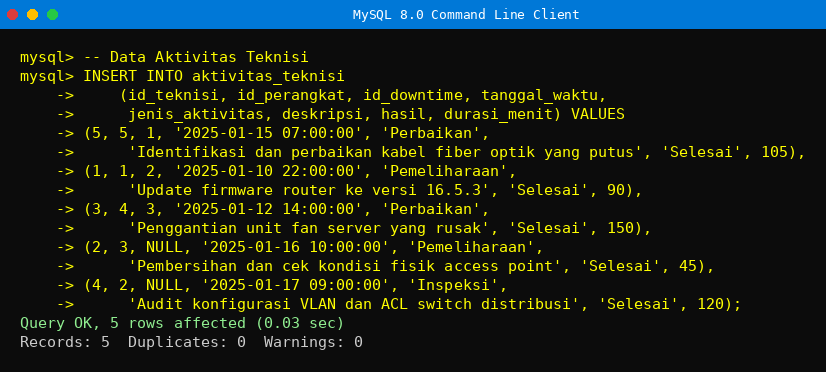 MySQL 8.0 Command Line Client
mysql> -- Data Aktivitas Teknisi
mysql> INSERT INTO aktivitas_teknisi
    ->     (id_teknisi, id_perangkat, id_downtime, tanggal_waktu,
    ->      jenis_aktivitas, deskripsi, hasil, durasi_menit) VALUES
    -> (5, 5, 1, '2025-01-15 07:00:00', 'Perbaikan',
    ->      'Identifikasi dan perbaikan kabel fiber optik yang putus', 'Selesai', 105),
    -> (1, 1, 2, '2025-01-10 22:00:00', 'Pemeliharaan',
    ->      'Update firmware router ke versi 16.5.3', 'Selesai', 90),
    -> (3, 4, 3, '2025-01-12 14:00:00', 'Perbaikan',
    ->      'Penggantian unit fan server yang rusak', 'Selesai', 150),
    -> (2, 3, NULL, '2025-01-16 10:00:00', 'Pemeliharaan',
    ->      'Pembersihan dan cek kondisi fisik access point', 'Selesai', 45),
    -> (4, 2, NULL, '2025-01-17 09:00:00', 'Inspeksi',
    ->      'Audit konfigurasi VLAN dan ACL switch distribusi', 'Selesai', 120);
Query OK, 5 rows affected (0.03 sec)
Records: 5  Duplicates: 0  Warnings: 0